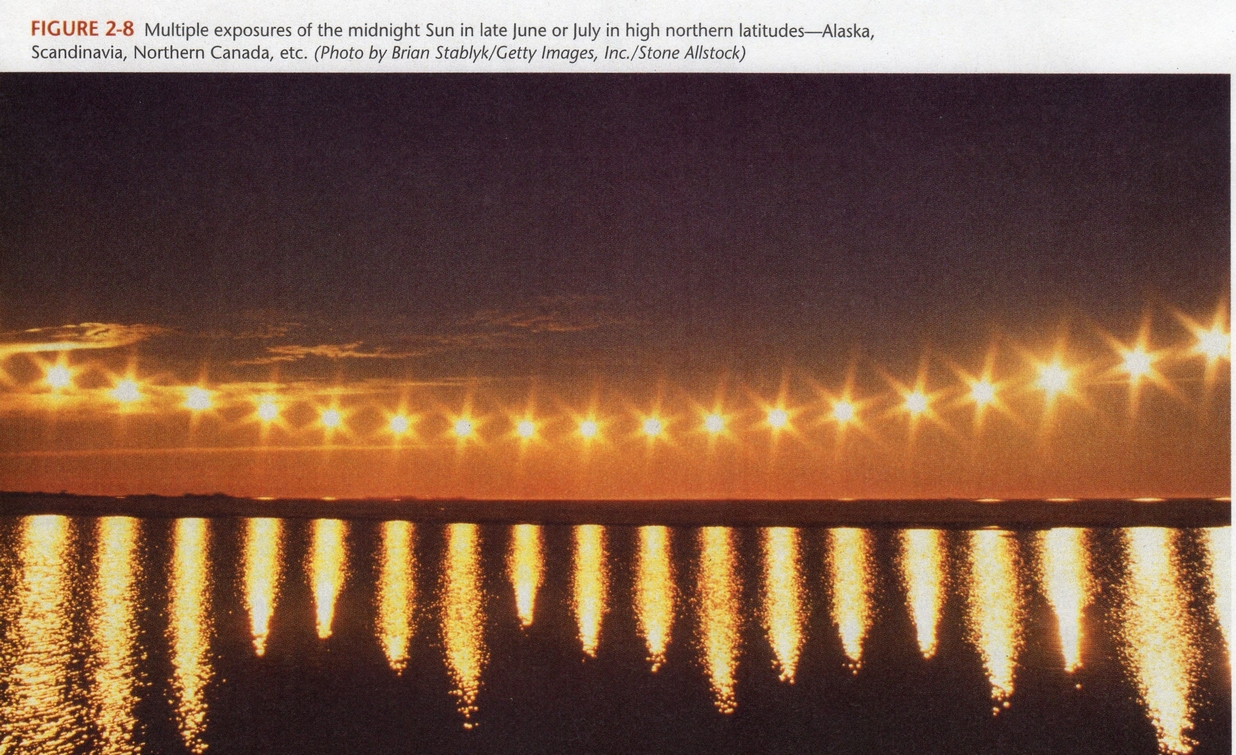 FIGURE 2-8 Multiple exposures of the midnight Sun in late June or July in high northern latitudes—Alaska,
Scandinavia, Northern Canada, etc. (Photo by Brian Stablyk/Getty Images, Inc./Stone Allstock)